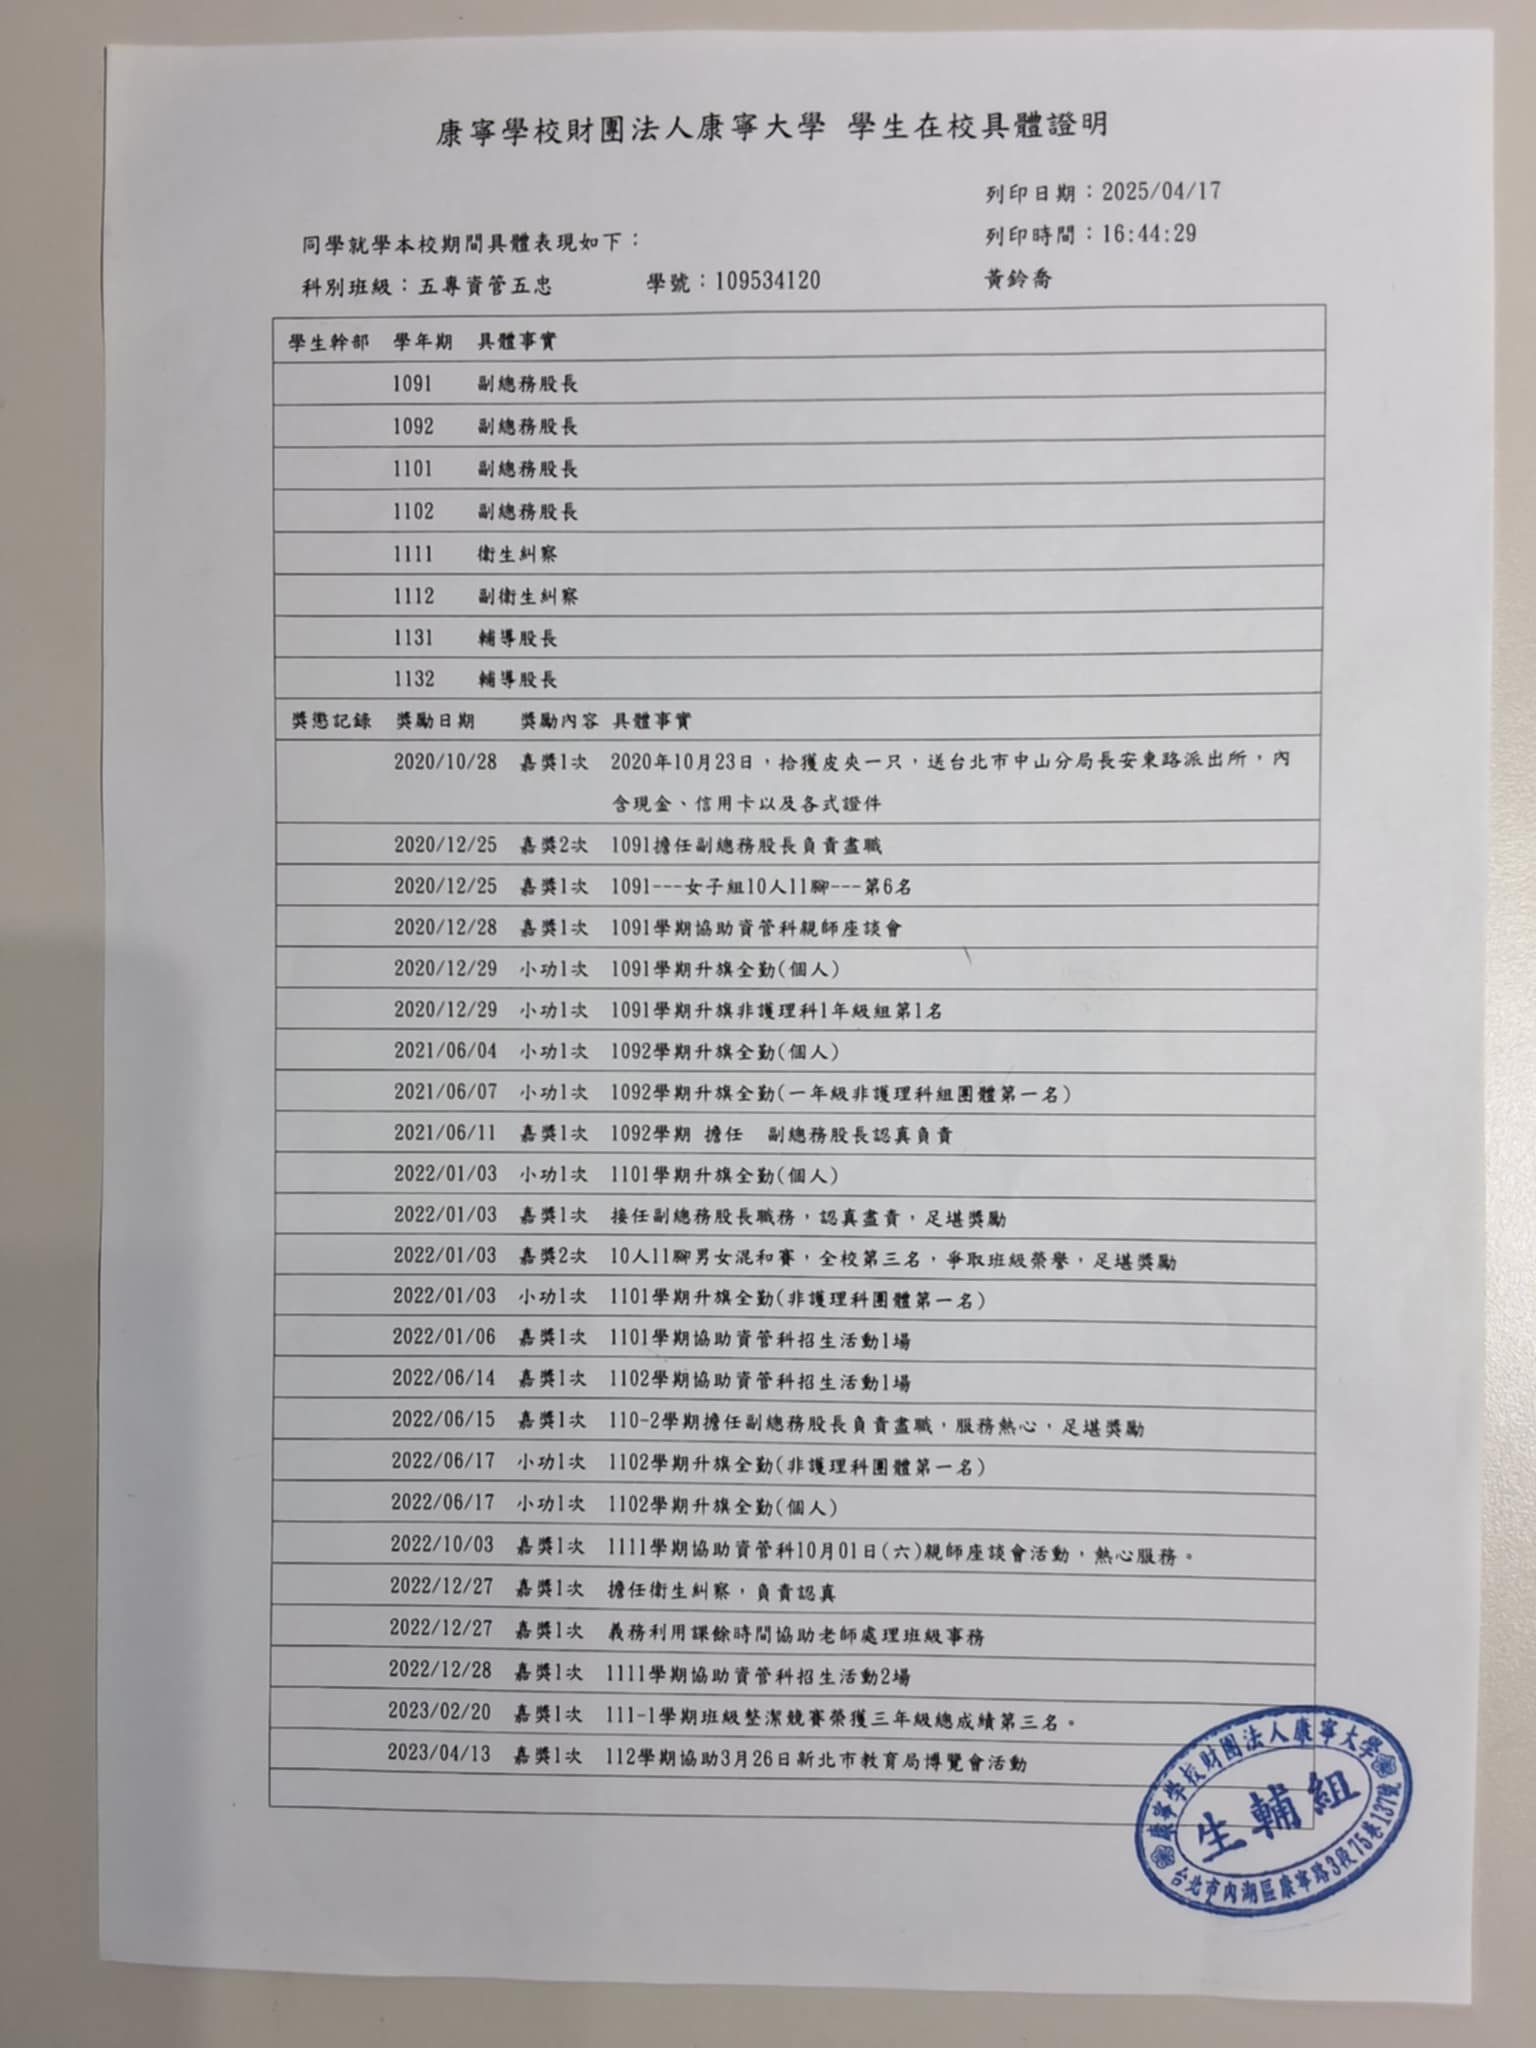 康寧學校財團法人康寧大學 學生在校具體證明
列印日期：2025/04/17
同學就學本校期間具體表現如下：
列印時間：16:44:29
科別班級：五專資管五忠 學號：109534120 黃鈴喬
學生幹部 學年期 具體事實
1091 副總務股長
1092 副總務股長
1101 副總務股長
1102 副總務股長
1111 衛生糾察
1112 副衛生糾察
1131 輔導股長
1132 輔導股長
獎懲記錄 獎勵日期 獎勵內容 具體事實
2020/10/28 嘉獎1次 2020年10月23日，拾獲皮夾一只，送台北市中山分局長安東路派出所，內
含現金、信用卡以及各式證件
2020/12/25 嘉獎2次 1091擔任副總務股長負責盡職
2020/12/25 嘉獎1次 1091---女子組10人11腳---第6名
2020/12/28 嘉獎1次 1091學期協助資管科親師座談會
2020/12/29 小功1次 1091學期升旗全勤(個人)
2020/12/29 小功1次 1091學期升旗非護理科1年級組第1名
2021/06/04 小功1次 1092學期升旗全勤(個人)
2021/06/07 小功1次 1092學期升旗全勤(一年級非護理科組團體第一名)
2021/06/11 嘉獎1次 1092學期 擔任 副總務股長認真負責
2022/01/03 小功1次 1101學期升旗全勤(個人)
2022/01/03 嘉獎1次 接任副總務股長職務，認真盡責，足堪獎勵
2022/01/03 嘉獎2次 10人11腳男女混和賽，全校第三名，爭取班級榮譽，足堪獎勵
2022/01/03 小功1次 1101學期升旗全勤(非護理科團體第一名)
2022/01/06 嘉獎1次 1101學期協助資管科招生活動1場
2022/06/14 嘉獎1次 1102學期協助資管科招生活動1場
2022/06/15 嘉獎1次 110-2學期擔任副總務股長負責盡職，服務熱心，足堪獎勵
2022/06/17 小功1次 1102學期升旗全勤(非護理科團體第一名)
2022/06/17 小功1次 1102學期升旗全勤(個人)
2022/10/03 嘉獎1次 1111學期協助資管科10月01日(六)親師座談會活動，熱心服務。
2022/12/27 嘉獎1次 擔任衛生糾察，負責認真
2022/12/27 嘉獎1次 義務利用課餘時間協助老師處理班級事務
2022/12/28 嘉獎1次 1111學期協助資管科招生活動2場
2023/02/20 嘉獎1次 111-1學期班級整潔競賽榮獲三年級總成績第三名。
2023/04/13 嘉獎1次 112學期協助3月26日新北市教育局博覽會活動
康寧學校財團法人康寧大學
生輔組
台北市內湖區康寧路3段75巷137號